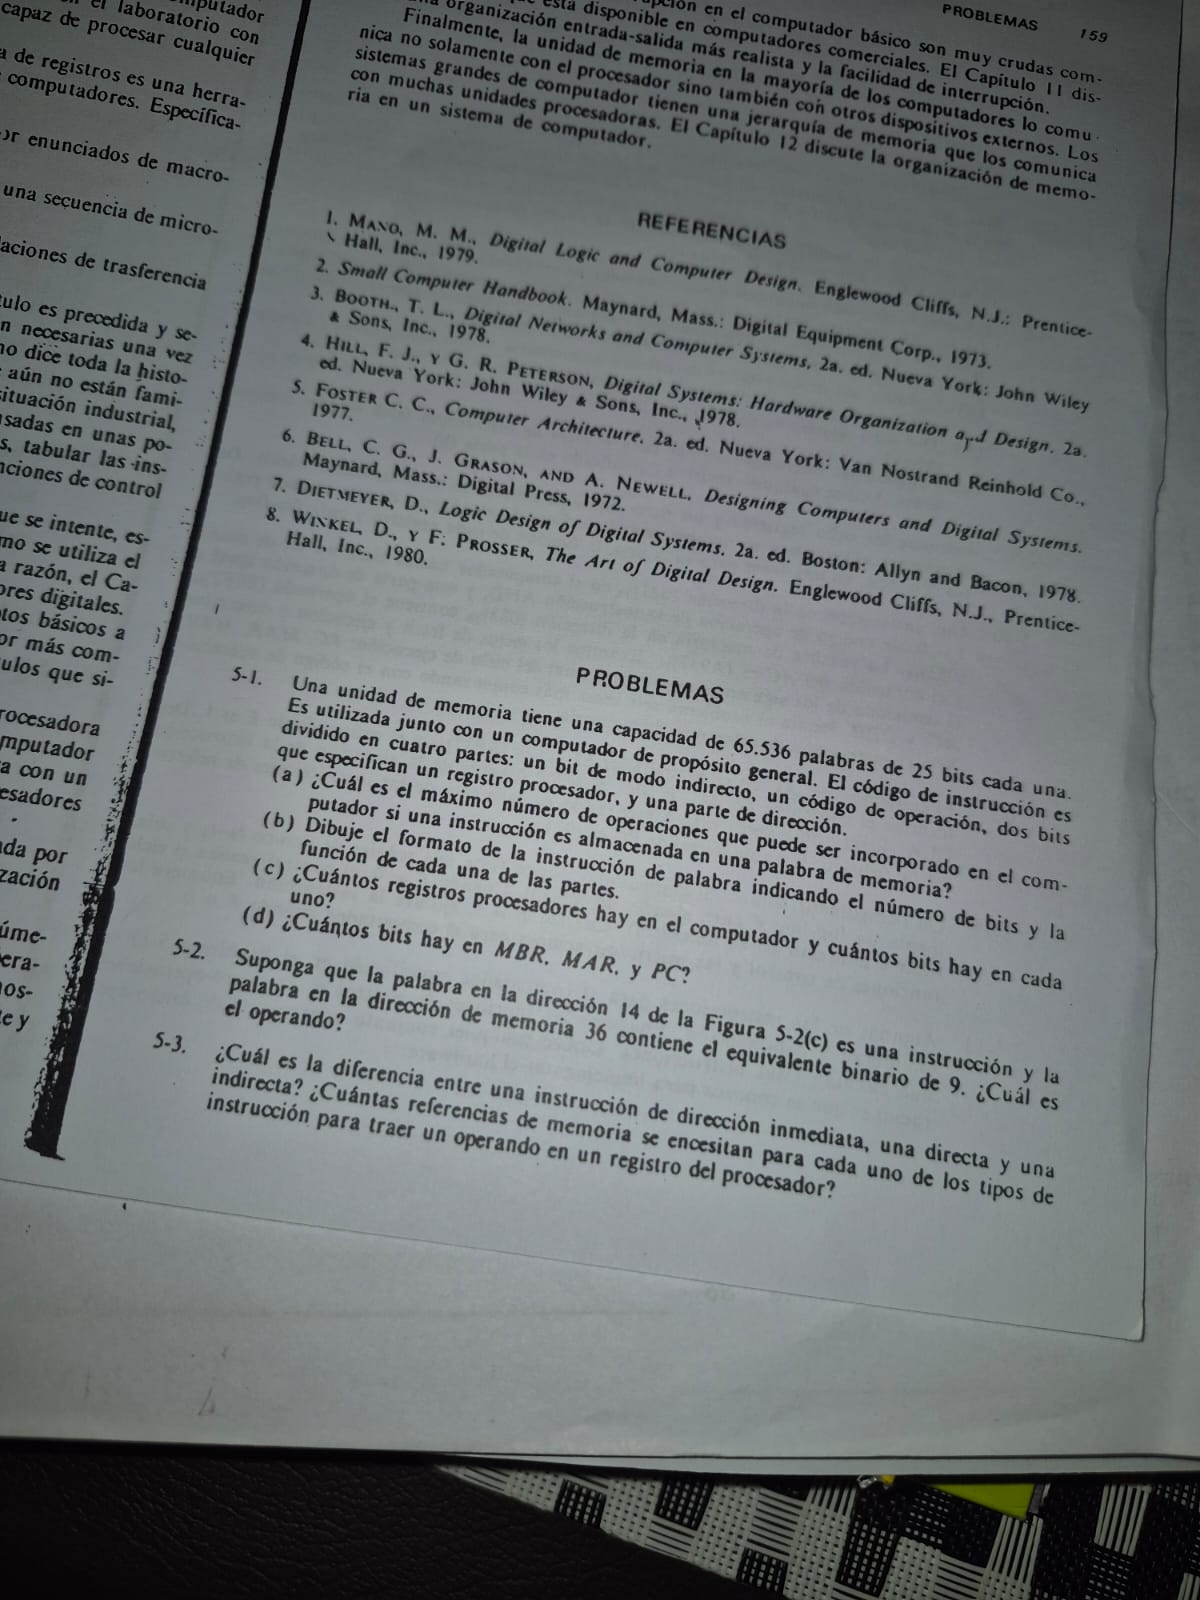 mputador
el laboratorio con
capaz de procesar cualquier
a de registros es una herra-
computadores. Especifica-
or enunciados de macro-
una secuencia de micro-
laciones de trasferencia
tulo es precedida y se-
n necesarias una vez
no dice toda la histo-
aún no están fami-
situación industrial,
sadas en unas po-
s, tabular las ins-
nciones de control
ue se intente, es-
mo se utiliza el
a razón, el Ca-
ores digitales.
tos básicos a
or más com-
ulos que si-
rocesadora
mputador
a con un
esadores
da por
zación
úme-
era-
os-
e y
PROBLEMAS 159
pción en el computador básico son muy crudas com-
está disponible en computadores comerciales. El Capítulo 11 dis-
organización entrada-salida más realista y la facilidad de interrupción.
Finalmente, la unidad de memoria en la mayoría de los computadores lo comu-
nica no solamente con el procesador sino también con otros dispositivos externos. Los
sistemas grandes de computador tienen una jerarquía de memoria que los comunica
con muchas unidades procesadoras. El Capítulo 12 discute la organización de memo-
ria en un sistema de computador.
REFERENCIAS
1. MANO, M. M., Digital Logic and Computer Design. Englewood Cliffs, N.J.: Prentice-
Hall, Inc., 1979.
2. Small Computer Handbook. Maynard, Mass.: Digital Equipment Corp., 1973.
3. BOOTH., T. L., Digital Networks and Computer Systems, 2a. ed. Nueva York: John Wiley
& Sons, Inc., 1978.
4. HILL, F. J., Y G. R. PETERSON, Digital Systems: Hardware Organization and Design. 2a.
ed. Nueva York: John Wiley & Sons, Inc., 1978.
5. FOSTER C. C., Computer Architecture. 2a. ed. Nueva York: Van Nostrand Reinhold Co.,
1977.
6. BELL, C. G., J. GRASON, AND A. NEWELL, Designing Computers and Digital Systems.
Maynard, Mass.: Digital Press, 1972.
7. DIETMEYER, D., Logic Design of Digital Systems. 2a. ed. Boston: Allyn and Bacon, 1978.
8. WINKEL, D., Y F: PROSSER, The Art of Digital Design. Englewood Cliffs, N.J., Prentice-
Hall, Inc., 1980.
PROBLEMAS
5-1. Una unidad de memoria tiene una capacidad de 65.536 palabras de 25 bits cada una.
Es utilizada junto con un computador de propósito general. El código de instrucción es
dividido en cuatro partes: un bit de modo indirecto, un código de operación, dos bits
que especifican un registro procesador, y una parte de dirección.
(a) ¿Cuál es el máximo número de operaciones que puede ser incorporado en el com-
putador si una instrucción es almacenada en una palabra de memoria?
(b) Dibuje el formato de la instrucción de palabra indicando el número de bits y la
función de cada una de las partes.
(c) ¿Cuántos registros procesadores hay en el computador y cuántos bits hay en cada
uno?
(d) ¿Cuántos bits hay en MBR, MAR, y PC?
5-2. Suponga que la palabra en la dirección 14 de la Figura 5-2(c) es una instrucción y la
palabra en la dirección de memoria 36 contiene el equivalente binario de 9. ¿Cuál es
el operando?
5-3. ¿Cuál es la diferencia entre una instrucción de dirección inmediata, una directa y una
indirecta? ¿Cuántas referencias de memoria se encesitan para cada uno de los tipos de
instrucción para traer un operando en un registro del procesador?